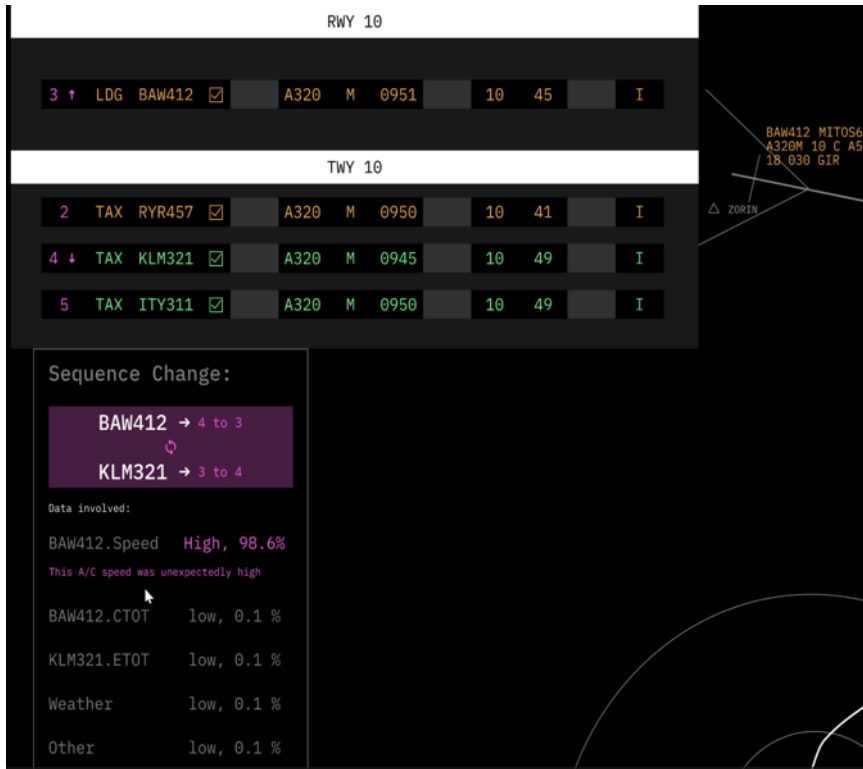 RWY 10
3 ↑ LDG BAW412 ☑ A320 M 0951 10 45 I
TWY 10
2 TAX RYR457 ☑ A320 M 0950 10 41 I
4 ↓ TAX KLM321 ☑ A320 M 0945 10 49 I
5 TAX ITY311 ☑ A320 M 0950 10 49 I
BAW412 MITOS6
A320M 10 C A5
18 030 GIR
△ ZORIN
Sequence Change:
BAW412 → 4 to 3
KLM321 → 3 to 4
Data involved:
BAW412.Speed High, 98.6%
This A/C speed was unexpectedly high
BAW412.CTOT low, 0.1 %
KLM321.ETOT low, 0.1 %
Weather low, 0.1 %
Other low, 0.1 %